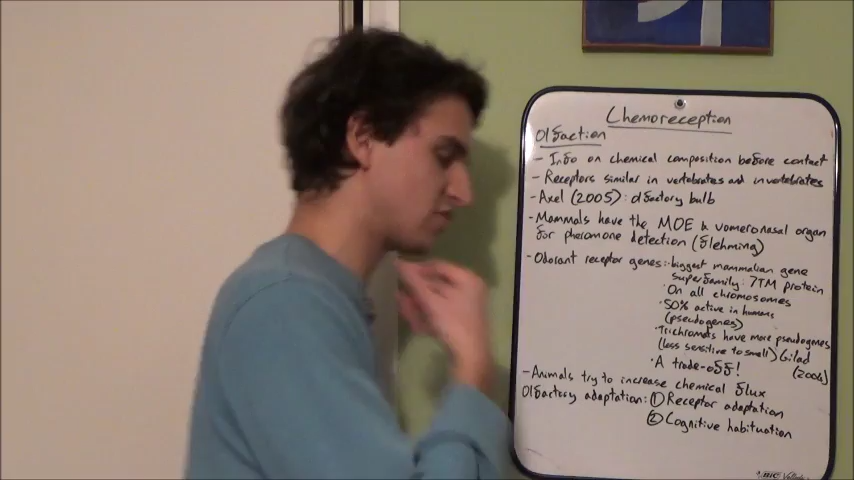 Chemoreception
Olfaction
- Info on chemical composition before contact
- Receptors similar in vertebrates and invertebrates
- Axel (2005): olfactory bulb
- Mammals have the MOE & vomeronasal organ
for pheromone detection (flehming)
- Odorant receptor genes: · biggest mammalian gene
superfamily: 7TM protein
· On all chromosomes
· 50% active in humans
(pseudogenes)
· Trichromats have more pseudogenes
(less sensitive to smell) Gilad
(2004)
· A trade-off!
- Animals try to increase chemical flux
Olfactory adaptation: ① Receptor adaptation
② Cognitive habituation
BIC Velleda